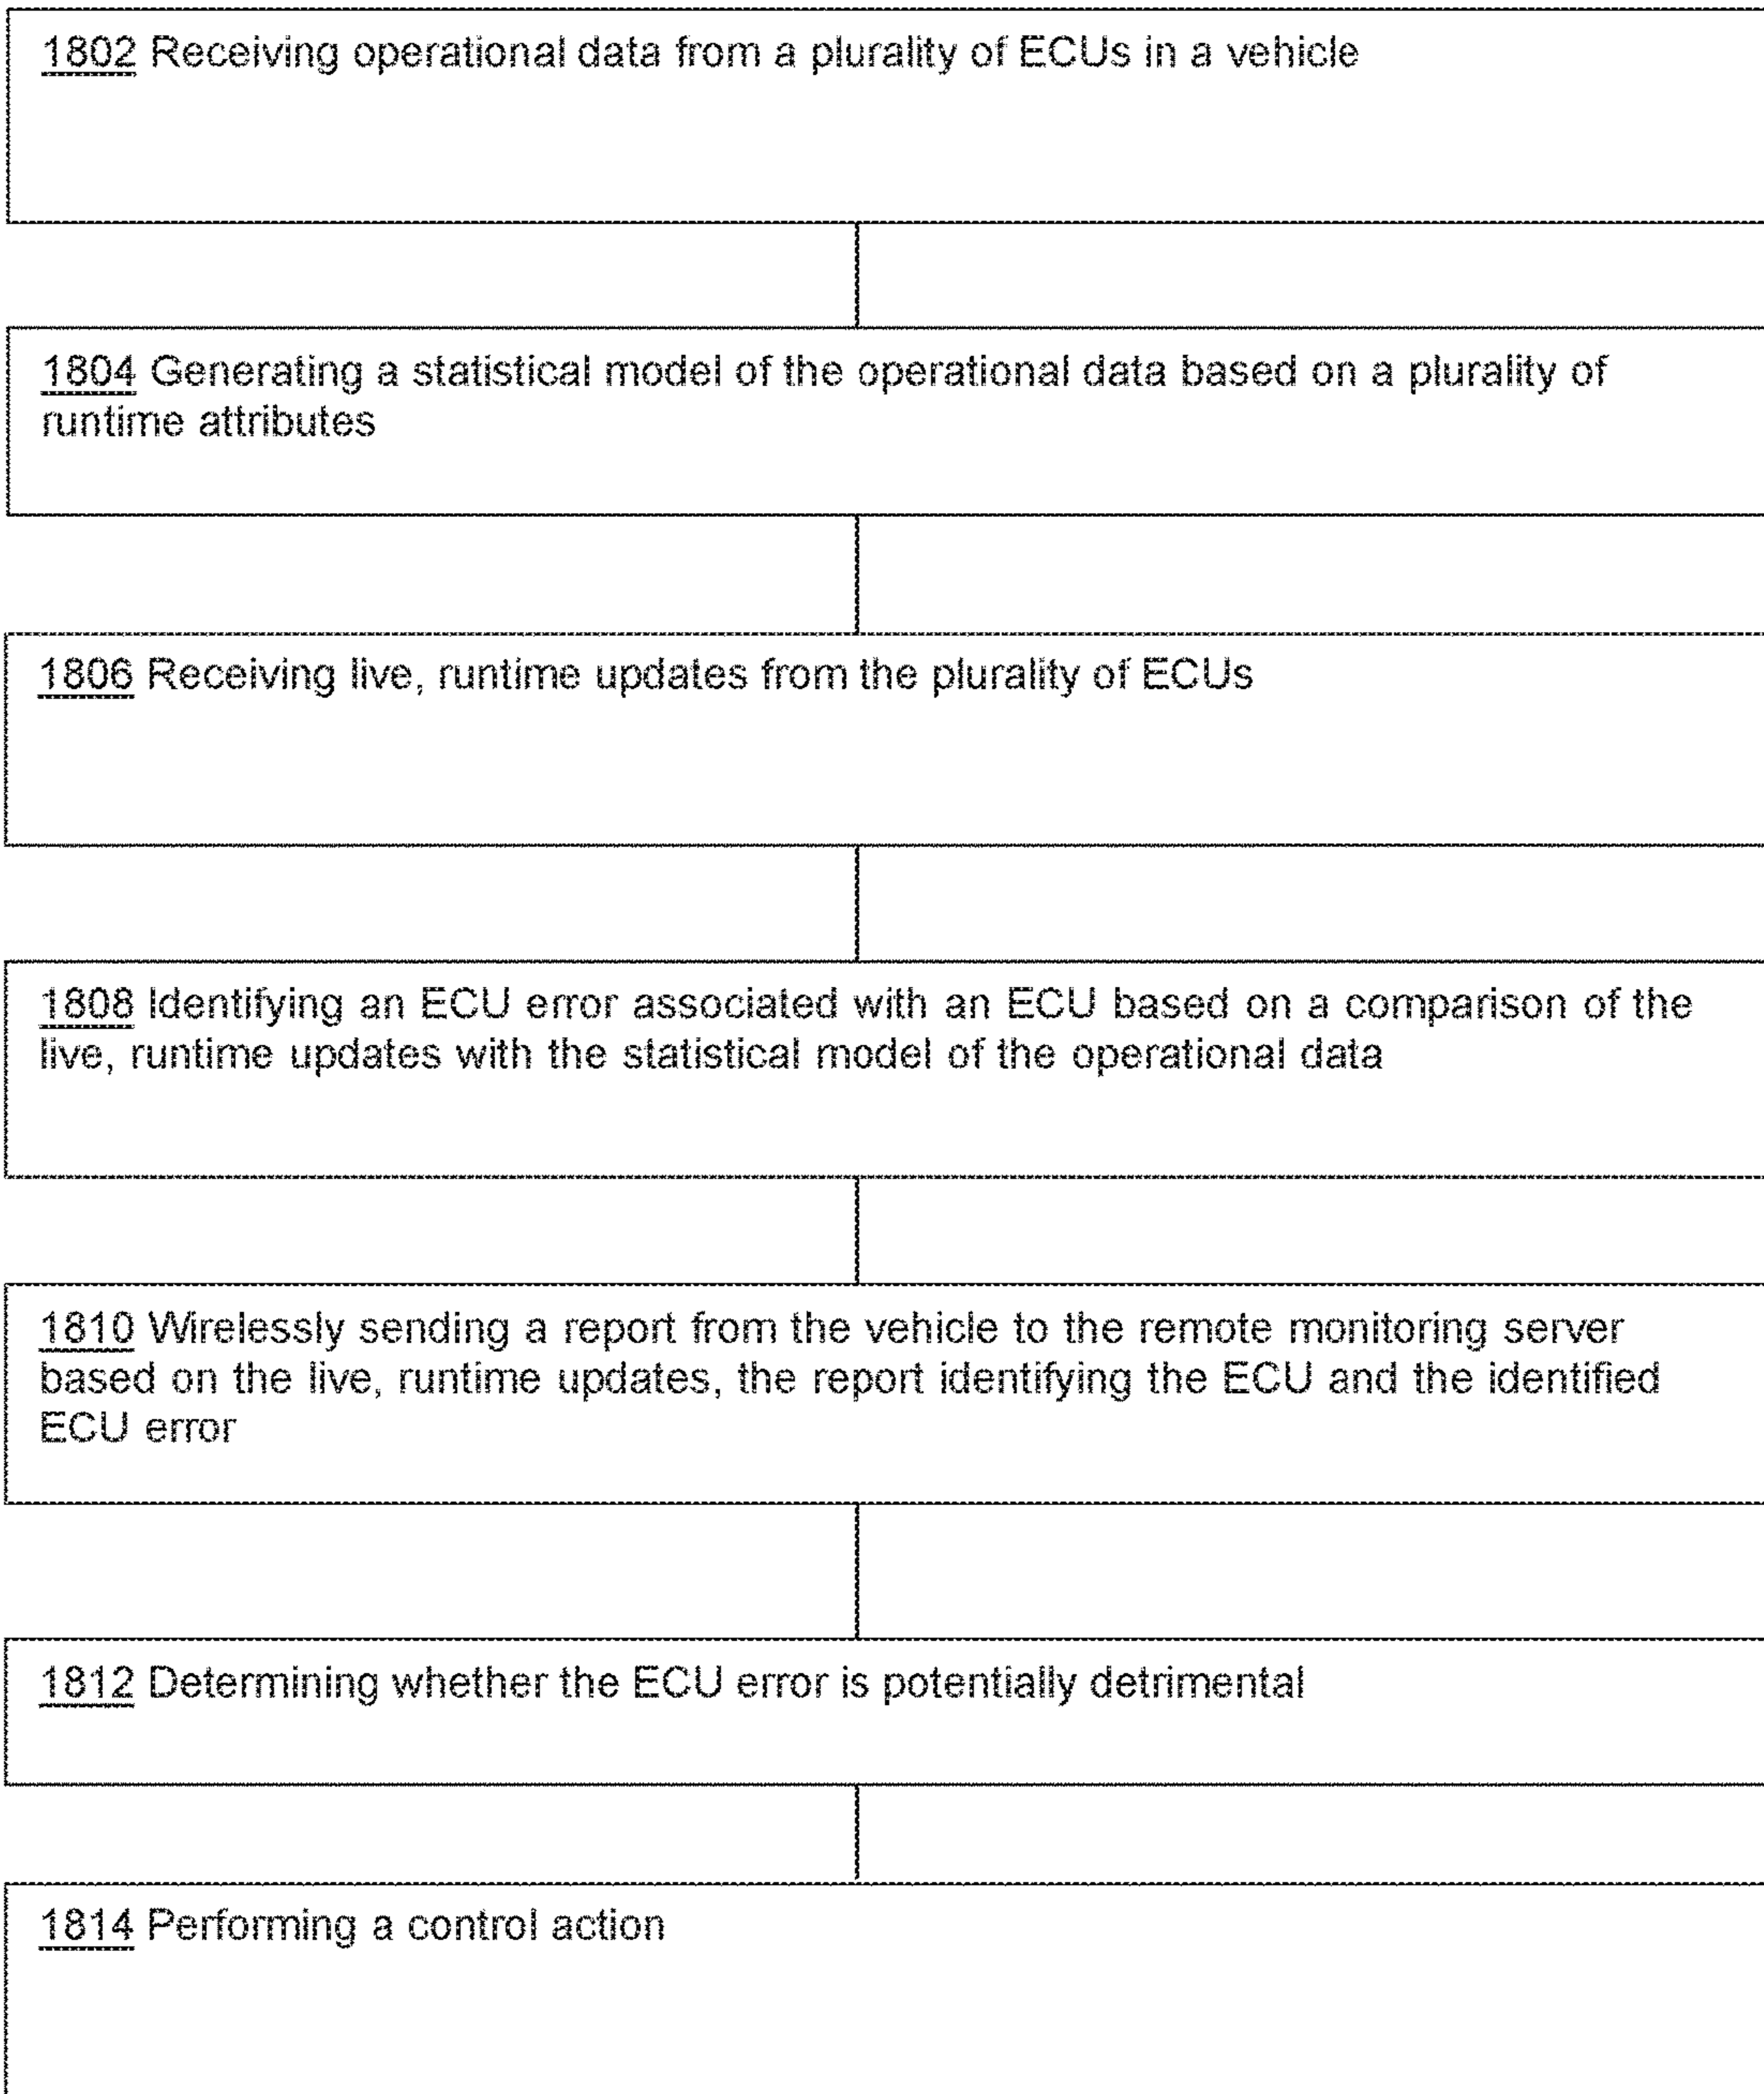 1802 Receiving operational data from a plurality of ECUs in a vehicle
1804 Generating a statistical model of the operational data based on a plurality of
runtime attributes
1806 Receiving live, runtime updates from the plurality of ECUs
1808 Identifying an ECU error associated with an ECU based on a comparison of the
live, runtime updates with the statistical model of the operational data
1810 Wirelessly sending a report from the vehicle to the remote monitoring server
based on the live, runtime updates, the report identifying the ECU and the identified
ECU error
1812 Determining whether the ECU error is potentially detrimental
1814 Performing a control action